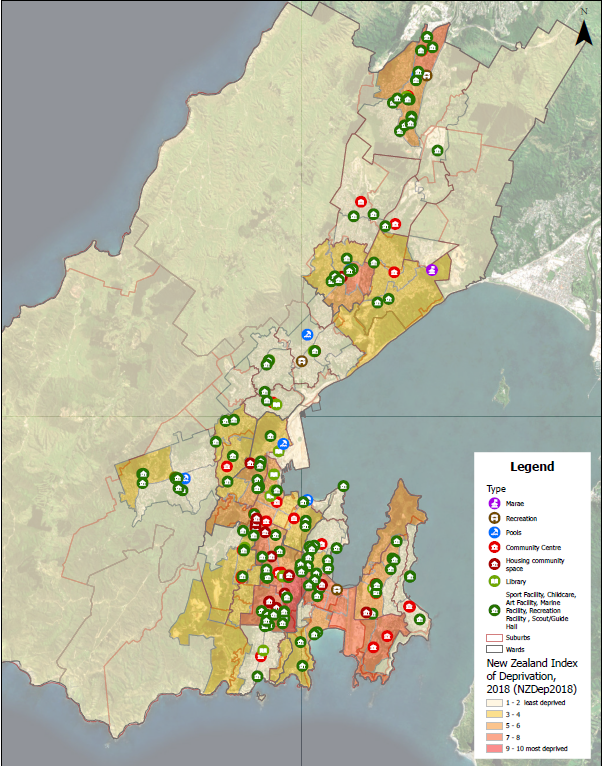 N
Legend
Type
Marae
Recreation
Pools
Community Centre
Housing community
space
Library
Sport Facility, Childcare,
Art Facility, Marine
Facility, Recreation
Facility , Scout/Guide
Hall
Suburbs
Wards
New Zealand Index
of Deprivation,
2018 (NZDep2018)
1 - 2 least deprived
3 - 4
5 - 6
7 - 8
9 - 10 most deprived